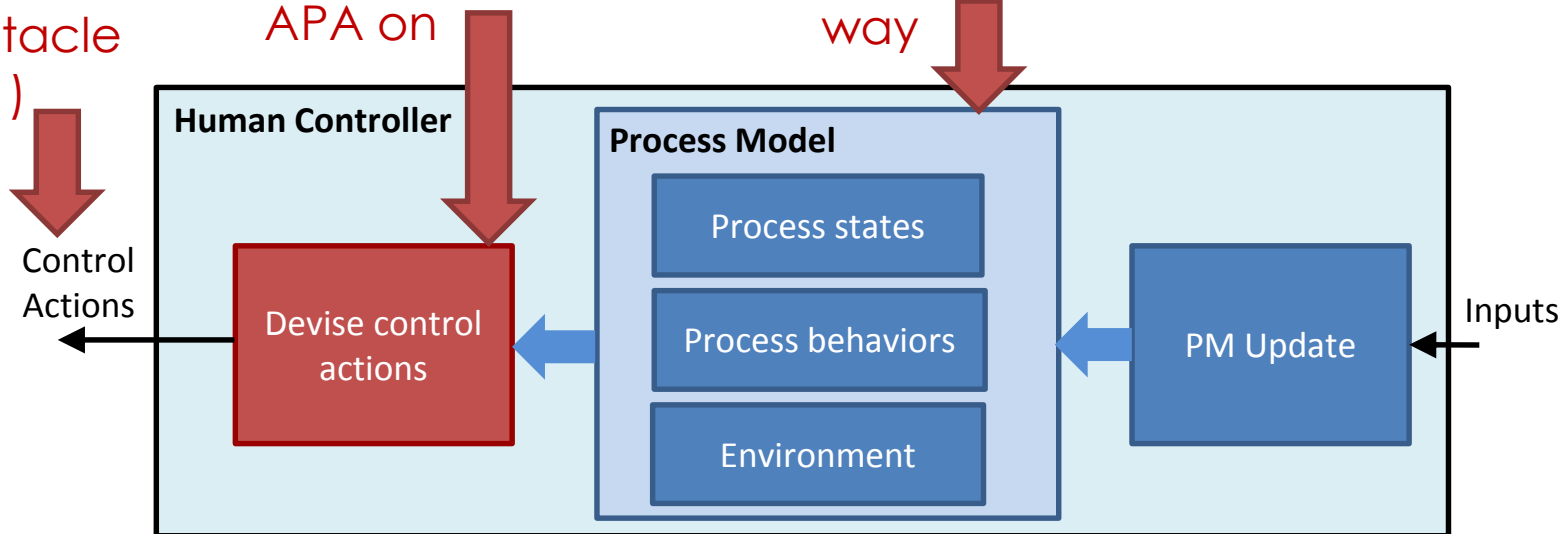 tacle
)
APA on
way
Human Controller
Process Model
Process states
Process behaviors
Environment
Control
Actions
Devise control
actions
PM Update
Inputs